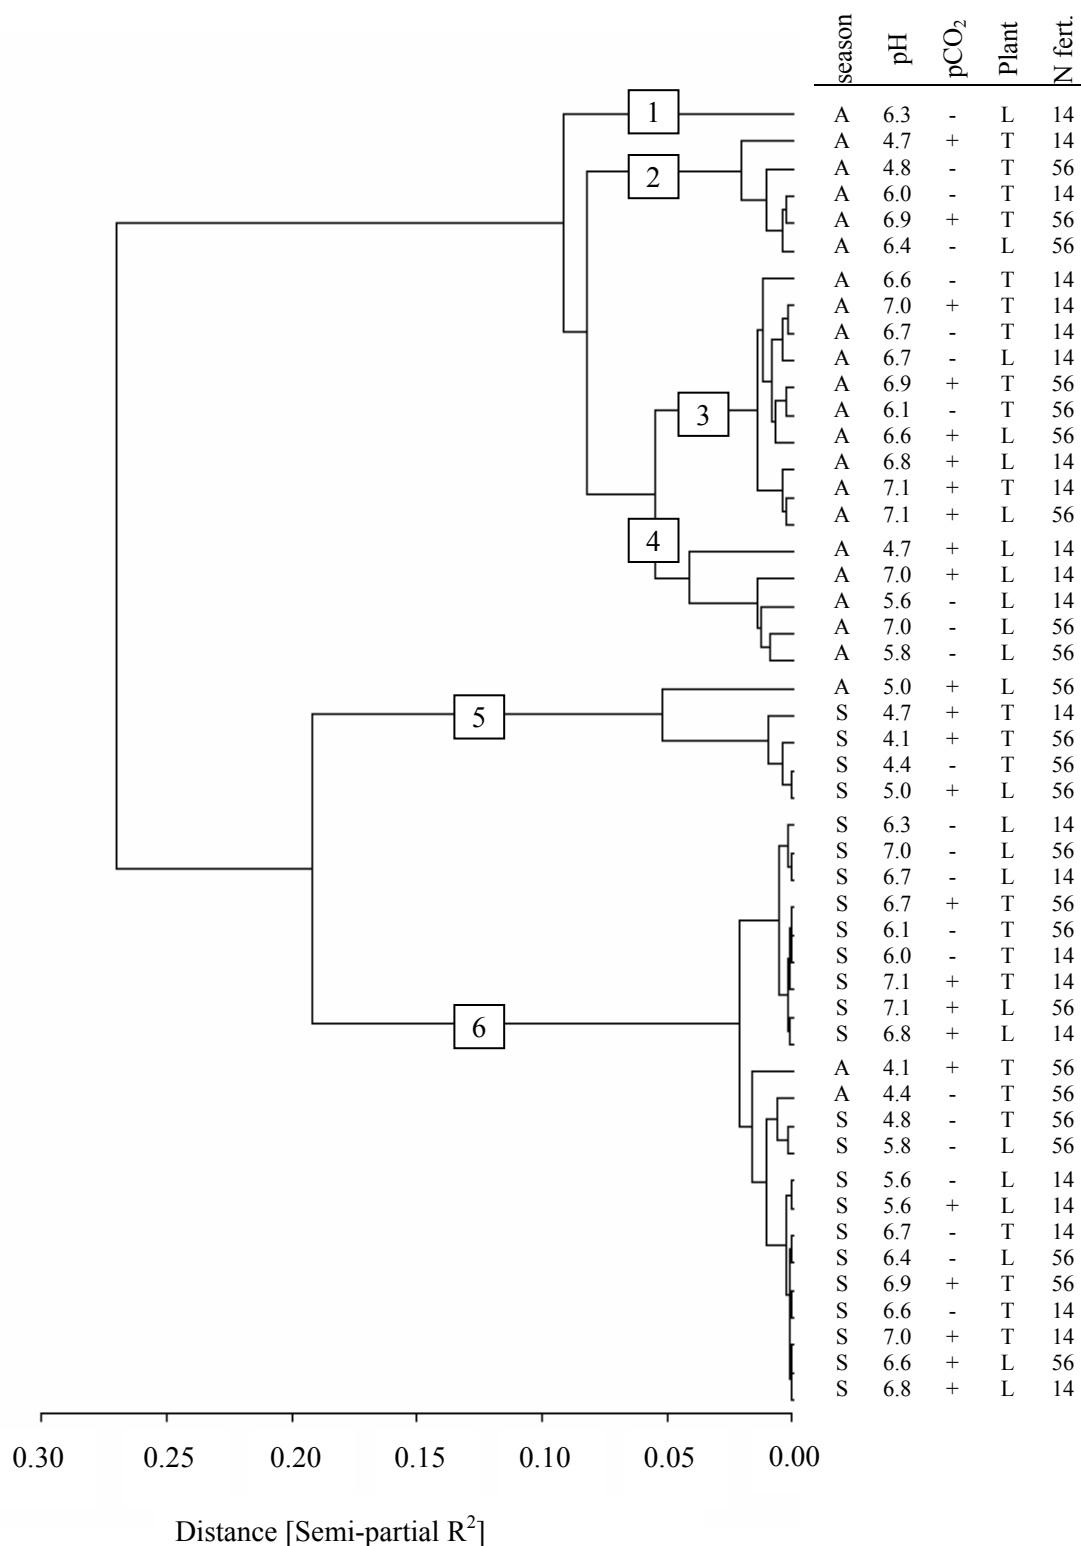 season pH pCO₂ Plant N fert.
1 A 6.3 - L 14
A 4.7 + T 14
2 A 4.8 - T 56
A 6.0 - T 14
A 6.9 + T 56
A 6.4 - L 56
A 6.6 - T 14
A 7.0 + T 14
A 6.7 - T 14
A 6.7 - L 14
A 6.9 + T 56
3 A 6.1 - T 56
A 6.6 + L 56
A 6.8 + L 14
A 7.1 + T 14
A 7.1 + L 56
4 A 4.7 + L 14
A 7.0 + L 14
A 5.6 - L 14
A 7.0 - L 56
A 5.8 - L 56
A 5.0 + L 56
5 S 4.7 + T 14
S 4.1 + T 56
S 4.4 - T 56
S 5.0 + L 56
S 6.3 - L 14
S 7.0 - L 56
S 6.7 - L 14
S 6.7 + T 56
S 6.1 - T 56
S 6.0 - T 14
S 7.1 + T 14
S 7.1 + L 56
6 S 6.8 + L 14
A 4.1 + T 56
A 4.4 - T 56
S 4.8 - T 56
S 5.8 - L 56
S 5.6 - L 14
S 5.6 + L 14
S 6.7 - T 14
S 6.4 - L 56
S 6.9 + T 56
S 6.6 - T 14
S 7.0 + T 14
S 6.6 + L 56
S 6.8 + L 14
0.30 0.25 0.20 0.15 0.10 0.05 0.00
Distance [Semi-partial R²]